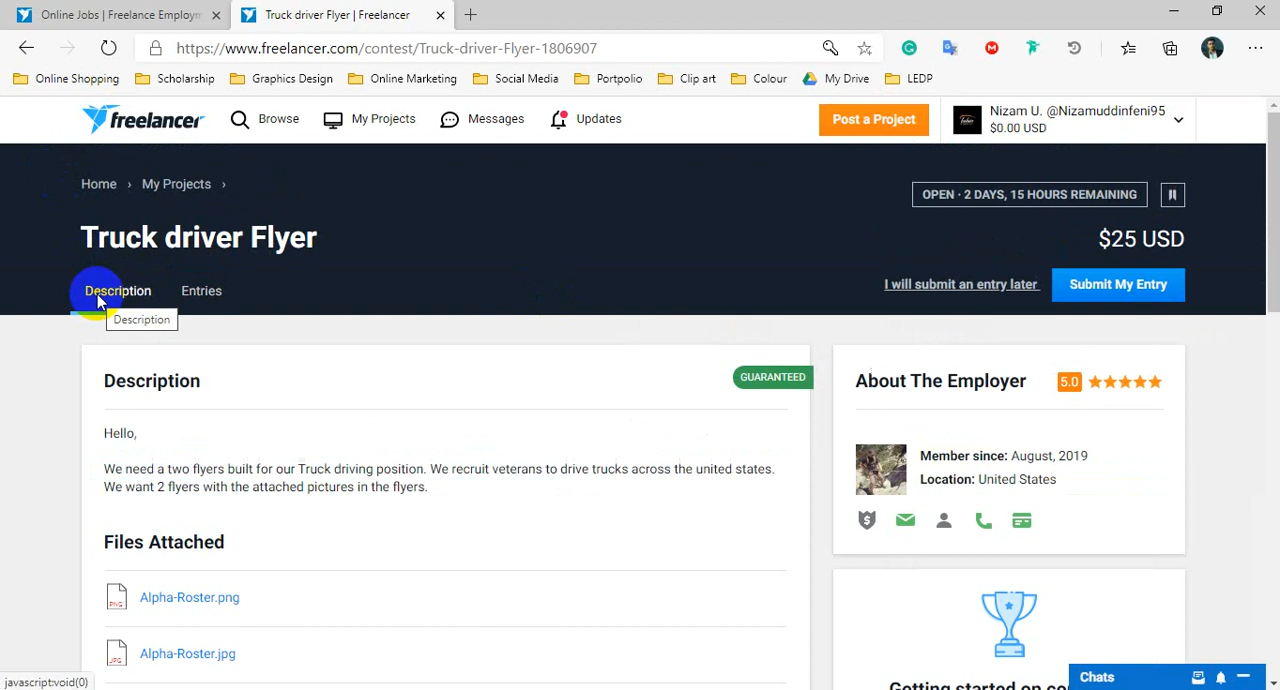 Online Jobs | Freelance Employm
Truck driver Flyer | Freelancer
https://www.freelancer.com/contest/Truck-driver-Flyer-1806907
Online Shopping
Scholarship
Graphics Design
Online Marketing
Social Media
Portpolio
Clip art
Colour
My Drive
LEDP
freelancer
Browse
My Projects
Messages
Updates
Post a Project
Nizam U. @Nizamuddinfeni95
$0.00 USD
Home › My Projects ›
OPEN · 2 DAYS, 15 HOURS REMAINING
Truck driver Flyer
$25 USD
Description
Entries
I will submit an entry later
Submit My Entry
Description
Description
GUARANTEED
Hello,
We need a two flyers built for our Truck driving position. We recruit veterans to drive trucks across the united states.
We want 2 flyers with the attached pictures in the flyers.
Files Attached
PNG
Alpha-Roster.png
JPG
Alpha-Roster.jpg
About The Employer
5.0
Member since: August, 2019
Location: United States
Chats
javascript:void(0)